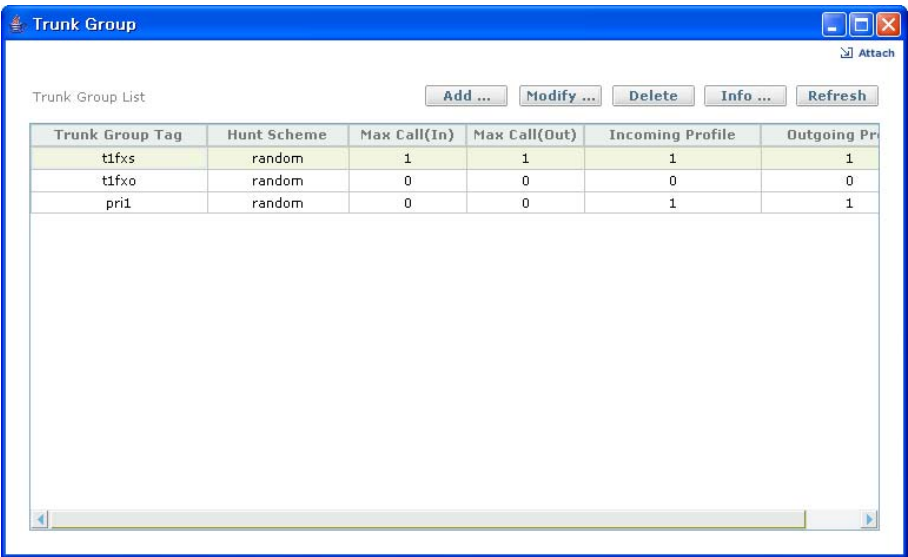 Trunk Group
Attach
Trunk Group List Add ... Modify ... Delete Info ... Refresh
Trunk Group Tag Hunt Scheme Max Call(In) Max Call(Out) Incoming Profile Outgoing Pr
t1fxs random 1 1 1 1
t1fxo random 0 0 0 0
pri1 random 0 0 1 1